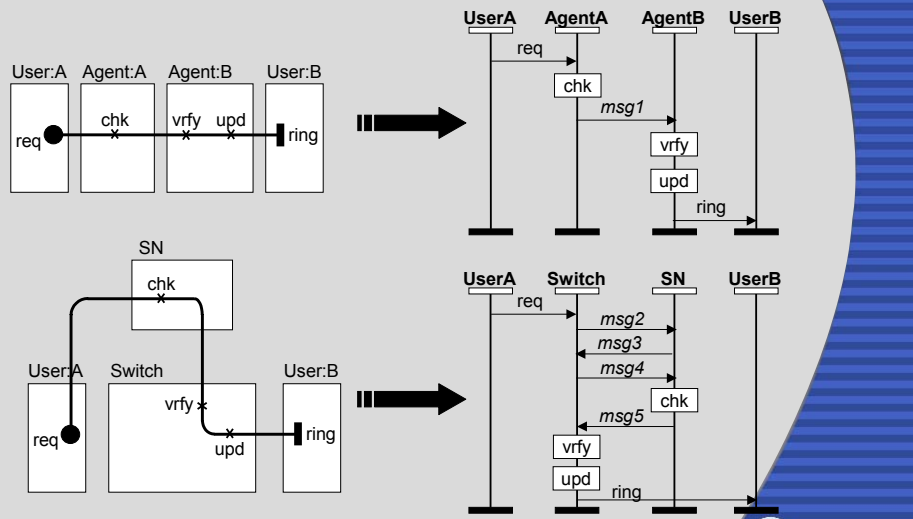 User:A Agent:A Agent:B User:B
req chk vrfy upd ring
UserA AgentA AgentB UserB
req
chk
msg1
vrfy
upd
ring
SN
chk
User:A Switch User:B
req vrfy upd ring
UserA Switch SN UserB
req
msg2
msg3
msg4
chk
msg5
vrfy
upd
ring